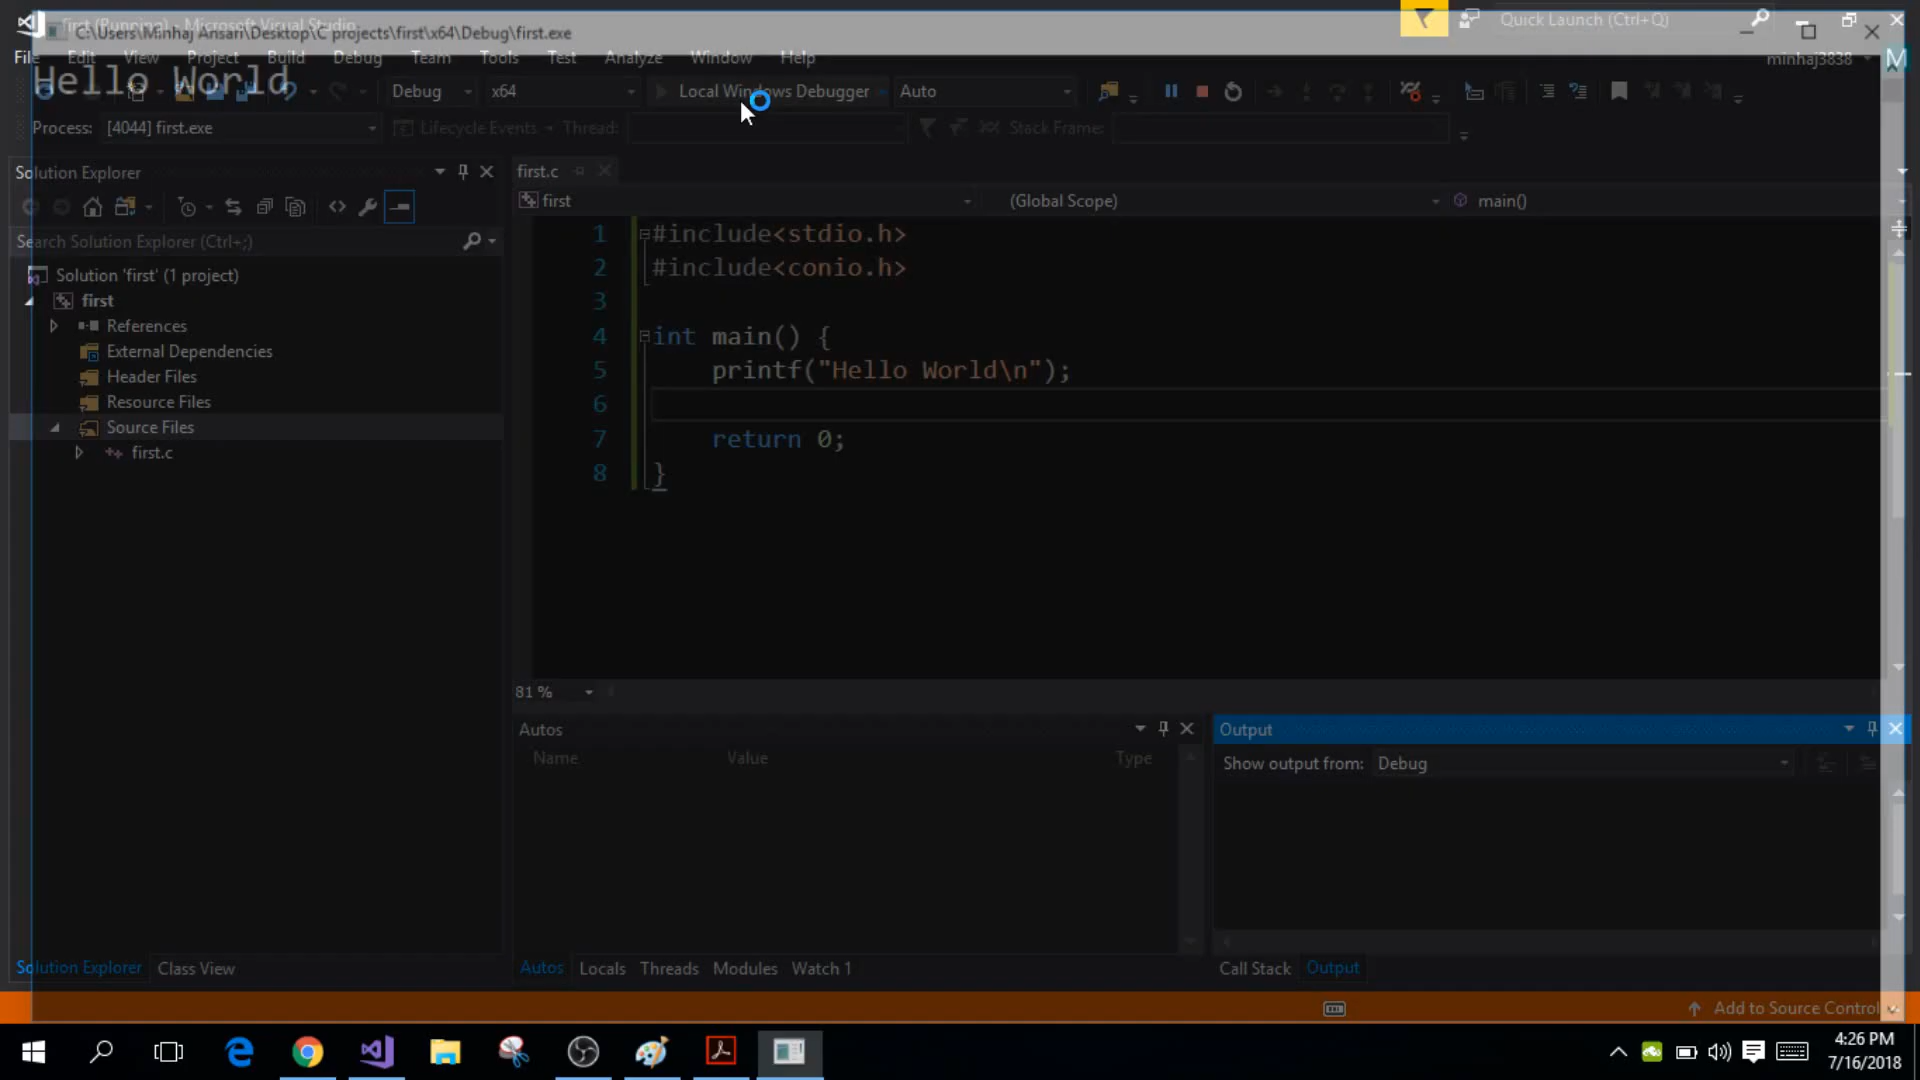 first (Running) - Microsoft Visual Studio
C:\Users\Minhaj Ansari\Desktop\C projects\first\x64\Debug\first.exe
Quick Launch (Ctrl+Q)
File Edit View Project Build Debug Team Tools Test Analyze Window Help
minhaj3838
M
Hello World
Debug x64 Local Windows Debugger Auto
Process: [4044] first.exe Lifecycle Events Thread: Stack Frame:
Solution Explorer
first.c
first (Global Scope) main()
Search Solution Explorer (Ctrl+;)
Solution 'first' (1 project)
first
References
External Dependencies
Header Files
Resource Files
Source Files
first.c
1 #include<stdio.h>
2 #include<conio.h>
3
4 int main() {
5 printf("Hello World\n");
6
7 return 0;
8 }
81 %
Autos
Name Value Type
Output
Show output from: Debug
Solution Explorer Class View
Autos Locals Threads Modules Watch 1
Call Stack Output
Add to Source Control
4:26 PM
7/16/2018